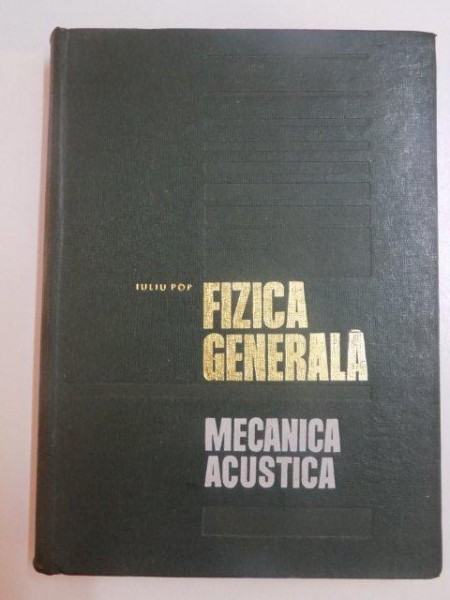 IULIU POP
FIZICA
GENERALĂ
MECANICA
ACUSTICA